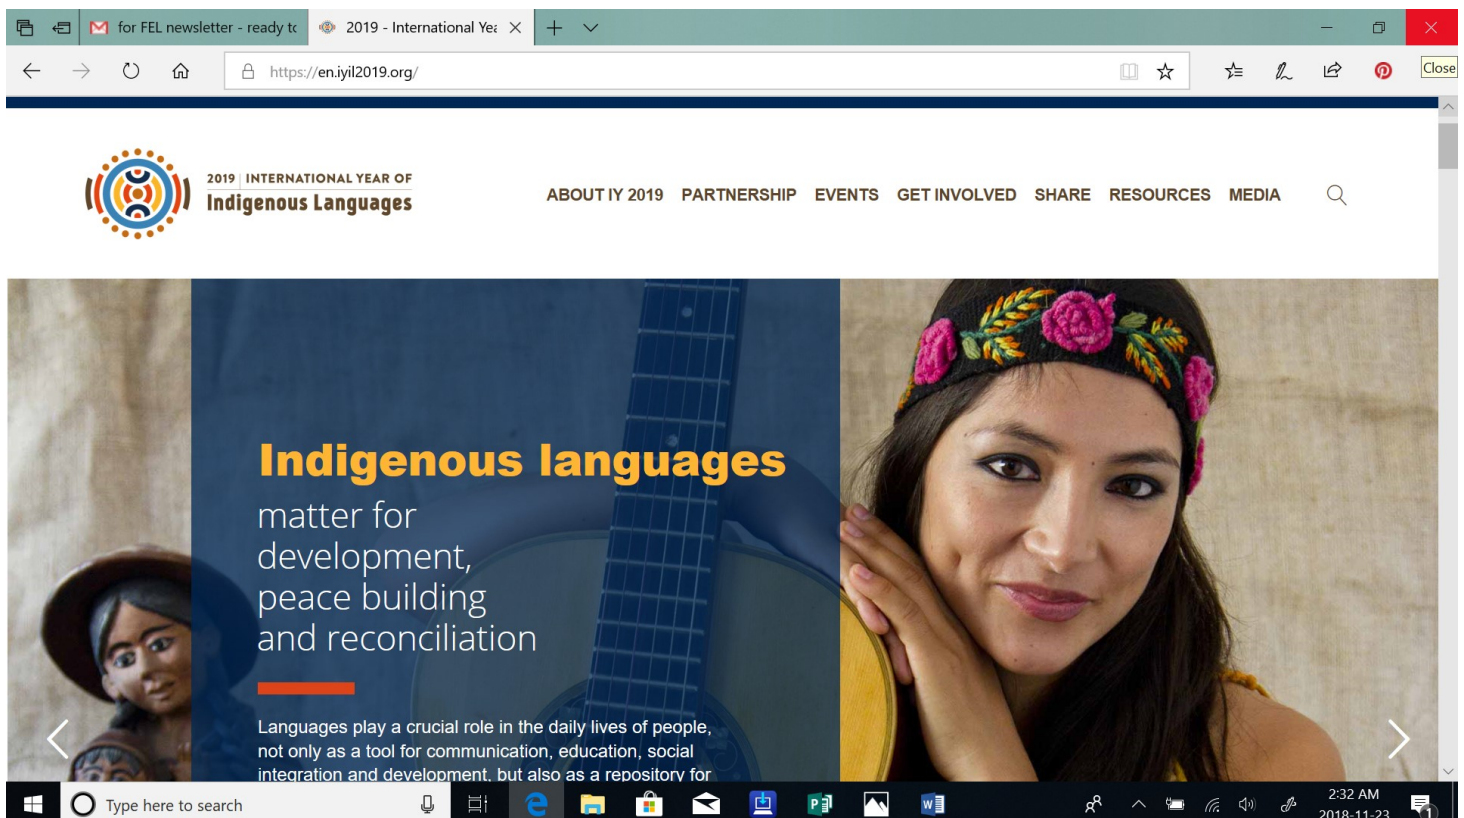 for FEL newsletter - ready to
2019 - International Yea
https://en.iyil2019.org/
Close
2019 | INTERNATIONAL YEAR OF
Indigenous Languages
ABOUT IY 2019 PARTNERSHIP EVENTS GET INVOLVED SHARE RESOURCES MEDIA
Indigenous languages
matter for
development,
peace building
and reconciliation
Languages play a crucial role in the daily lives of people,
not only as a tool for communication, education, social
integration and development, but also as a repository for
Type here to search
2:32 AM
2018-11-23
1